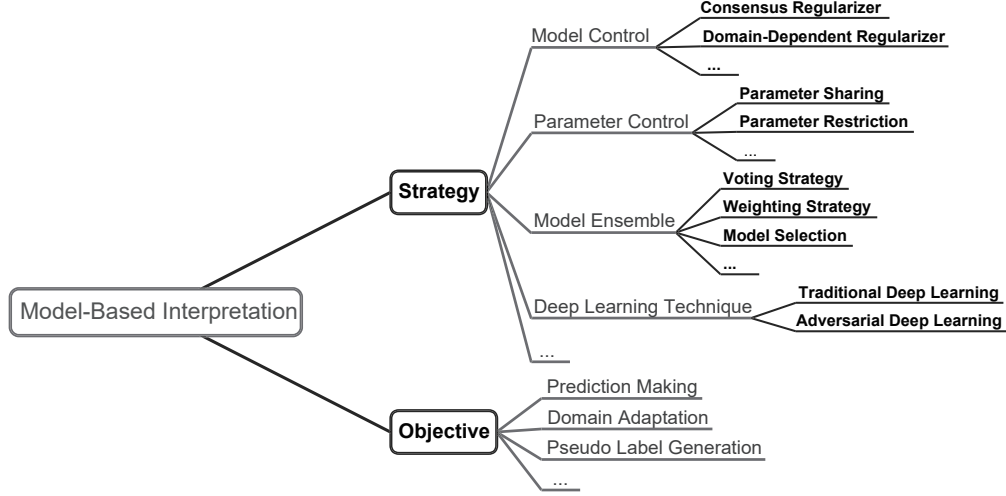 Model-Based Interpretation
Strategy
Model Control
Consensus Regularizer
Domain-Dependent Regularizer
...
Parameter Control
Parameter Sharing
Parameter Restriction
...
Model Ensemble
Voting Strategy
Weighting Strategy
Model Selection
...
Deep Learning Technique
Traditional Deep Learning
Adversarial Deep Learning
...
Objective
Prediction Making
Domain Adaptation
Pseudo Label Generation
...